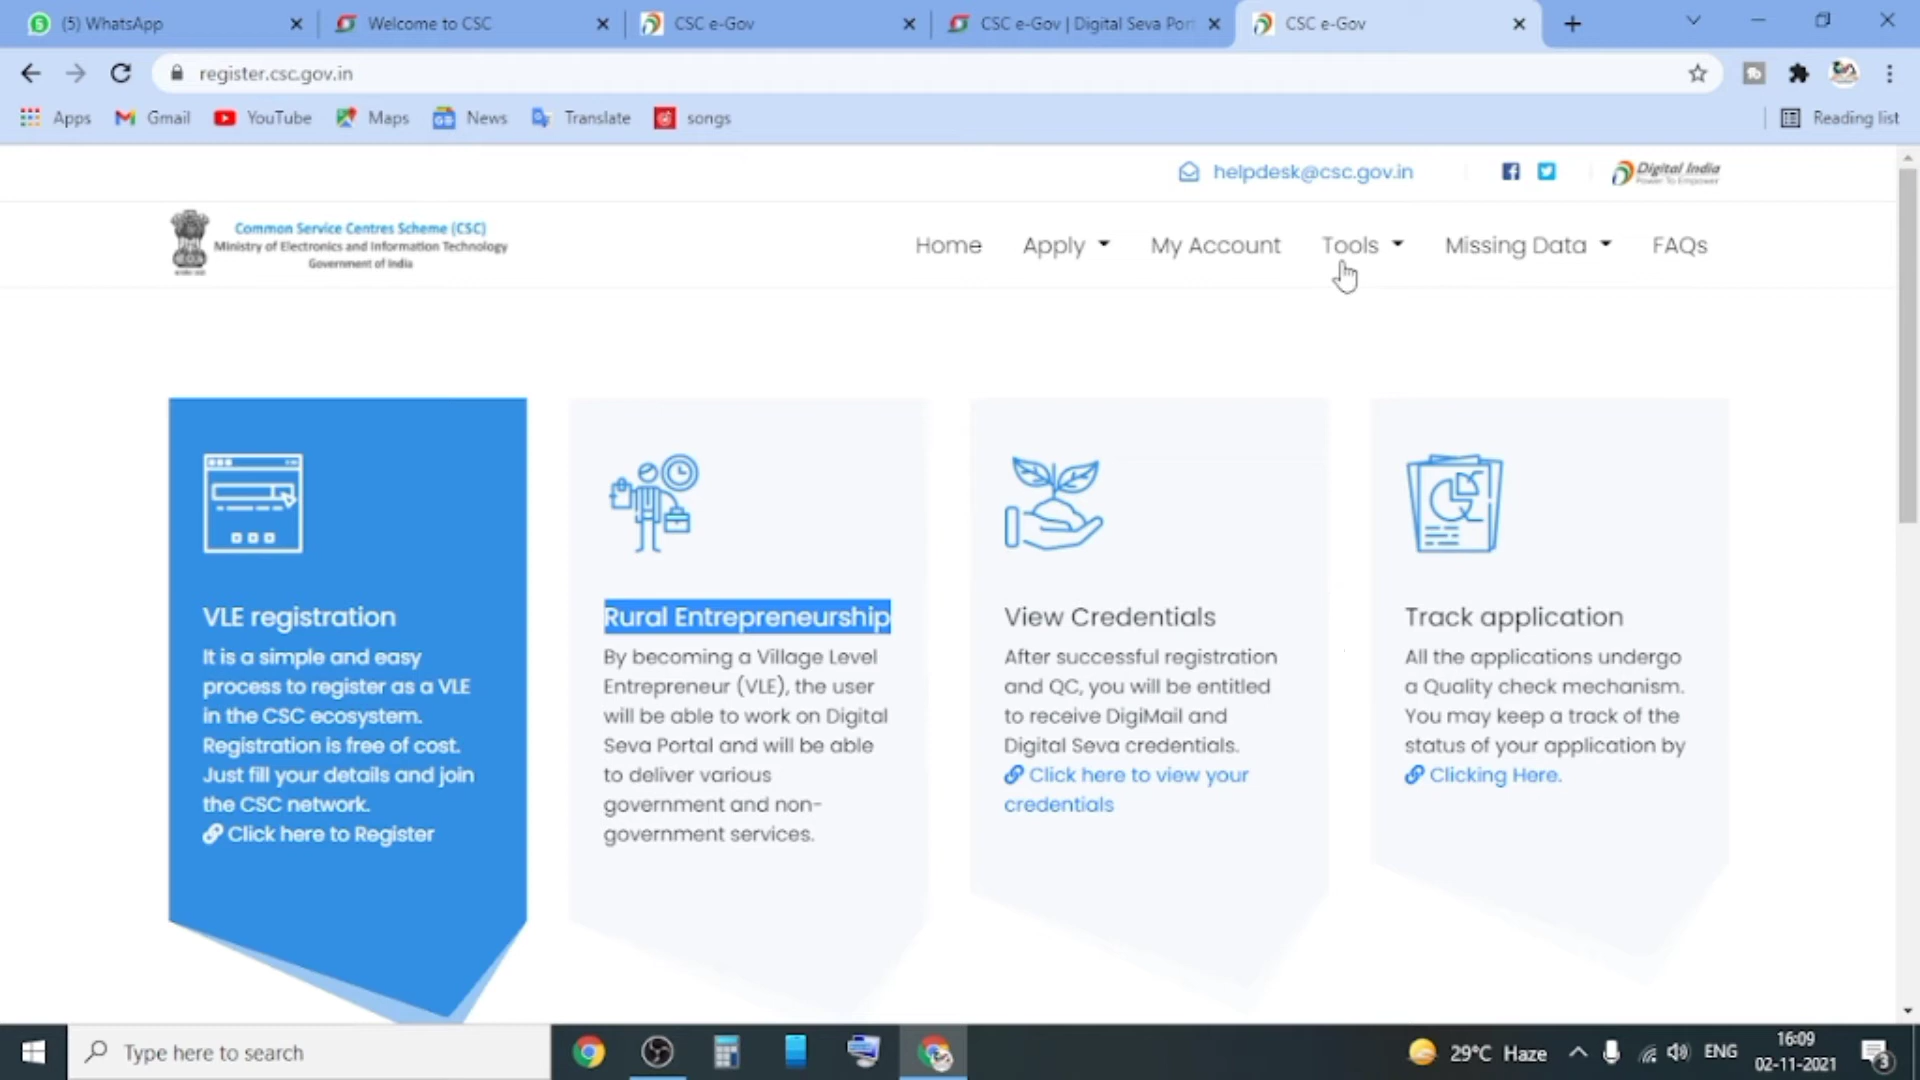 (5) WhatsApp
Welcome to CSC
CSC e-Gov
CSC e-Gov | Digital Seva Por
CSC e-Gov
register.csc.gov.in
Apps
Gmail
YouTube
Maps
News
Translate
songs
Reading list
helpdesk@csc.gov.in
Digital India
Power To Empower
Common Service Centres Scheme (CSC)
Ministry of Electronics and Information Technology
Government of India
Home
Apply
My Account
Tools
Missing Data
FAQs
VLE registration
It is a simple and easy
process to register as a VLE
in the CSC ecosystem.
Registration is free of cost.
Just fill your details and join
the CSC network.
Click here to Register
Rural Entrepreneurship
By becoming a Village Level
Entrepreneur (VLE), the user
will be able to work on Digital
Seva Portal and will be able
to deliver various
government and non-
government services.
View Credentials
After successful registration
and QC, you will be entitled
to receive DigiMail and
Digital Seva credentials.
Click here to view your
credentials
Track application
All the applications undergo
a Quality check mechanism.
You may keep a track of the
status of your application by
Clicking Here.
Type here to search
29°C Haze
ENG
16:09
02-11-2021
3